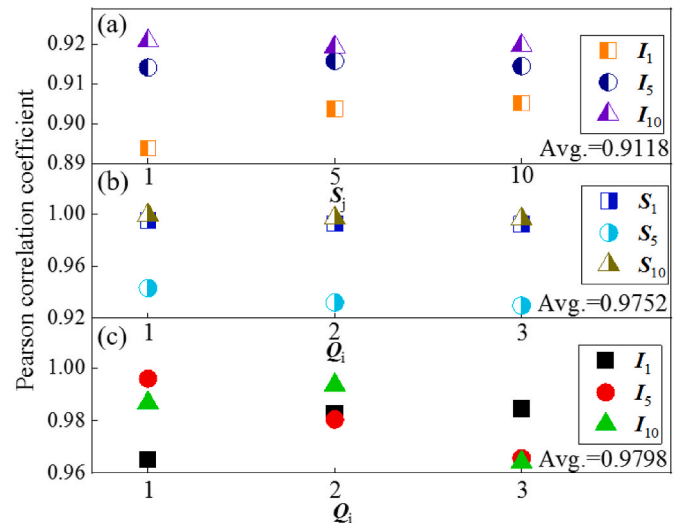 Pearson correlation coefficient
(a)
0.92
0.91
0.90
0.89
I1
I5
I10
Avg.=0.9118
1 5 10
Sj
(b)
1.00
0.96
0.92
S1
S5
S10
Avg.=0.9752
1 2 3
Qi
(c)
1.00
0.98
0.96
I1
I5
I10
Avg.=0.9798
1 2 3
Qi